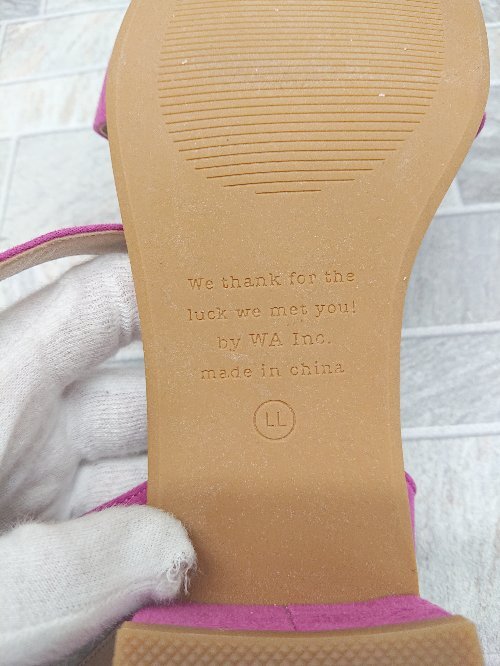 We thank for the
luck we met you!
by WA Inc.
made in china
LL